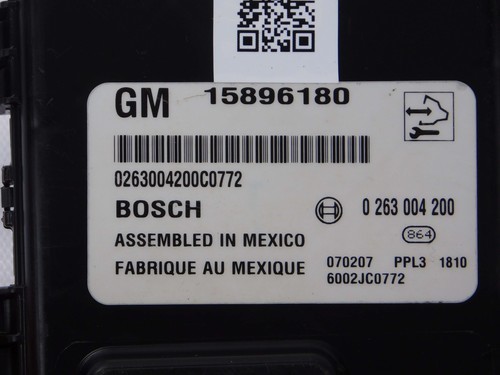 GM 15896180
0263004200C0772
BOSCH 0 263 004 200
864
ASSEMBLED IN MEXICO
FABRIQUE AU MEXIQUE
070207 PPL3 1810
6002JC0772